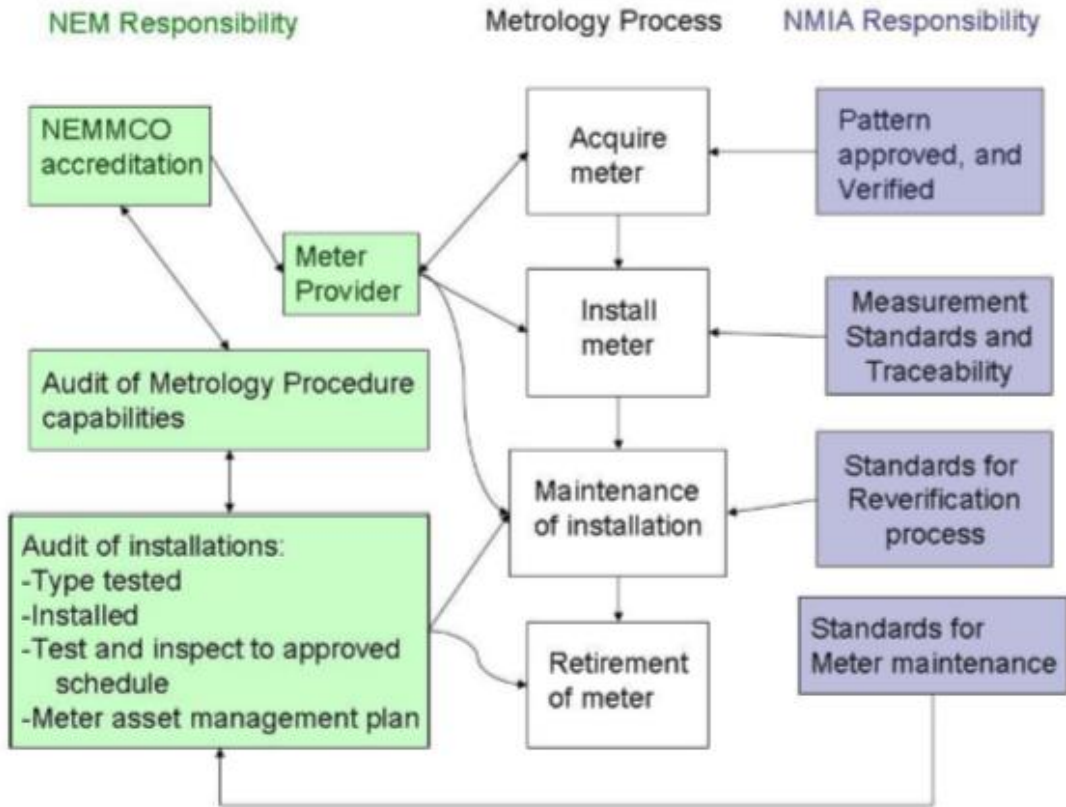 NEM Responsibility
Metrology Process
NMIA Responsibility
NEMMCO
accreditation
Acquire
meter
Pattern
approved, and
Verified
Meter
Provider
Install
meter
Measurement
Standards and
Traceability
Audit of Metrology Procedure
capabilities
Maintenance
of installation
Standards for
Reverification
process
Audit of installations:
-Type tested
-Installed
-Test and inspect to approved
schedule
-Meter asset management plan
Retirement
of meter
Standards for
Meter maintenance